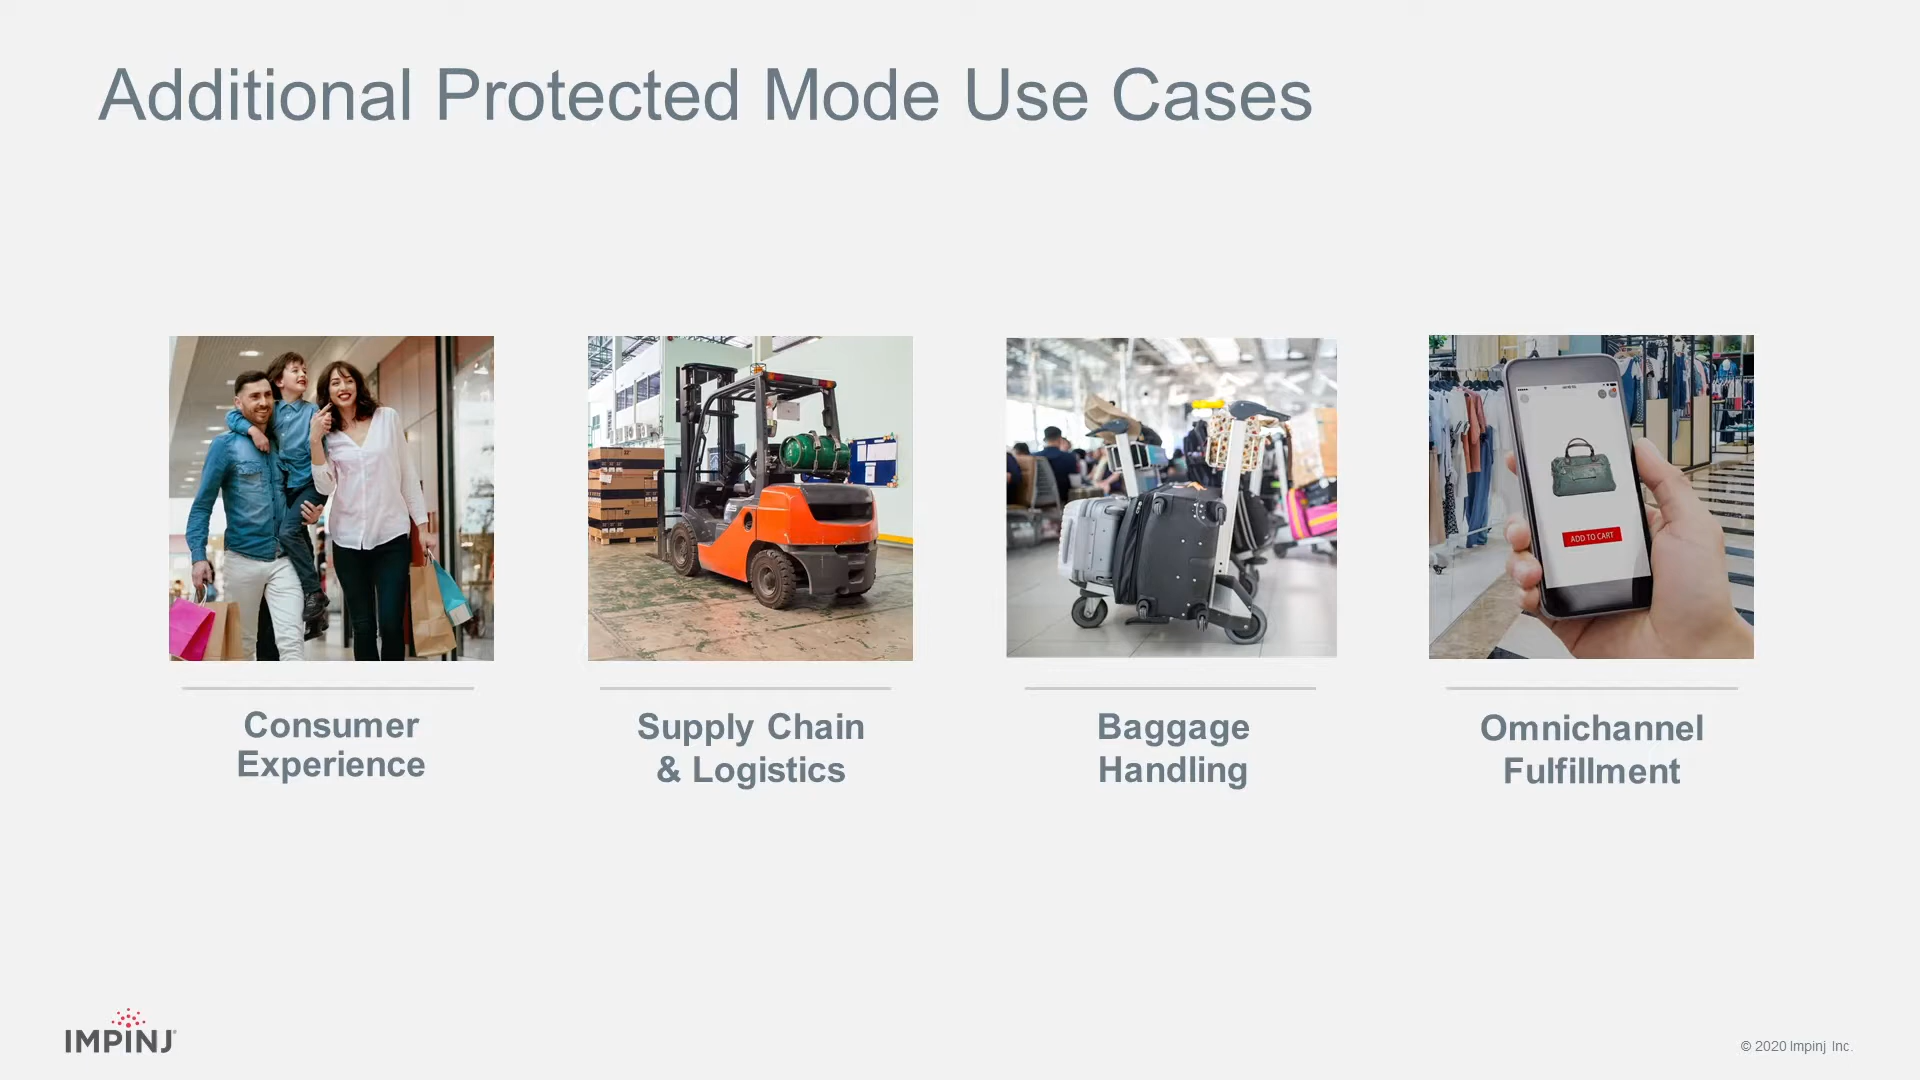 Additional Protected Mode Use Cases
ADD TO CART
Consumer
Experience
Supply Chain
& Logistics
Baggage
Handling
Omnichannel
Fulfillment
IMPINJ
© 2020 Impinj Inc.